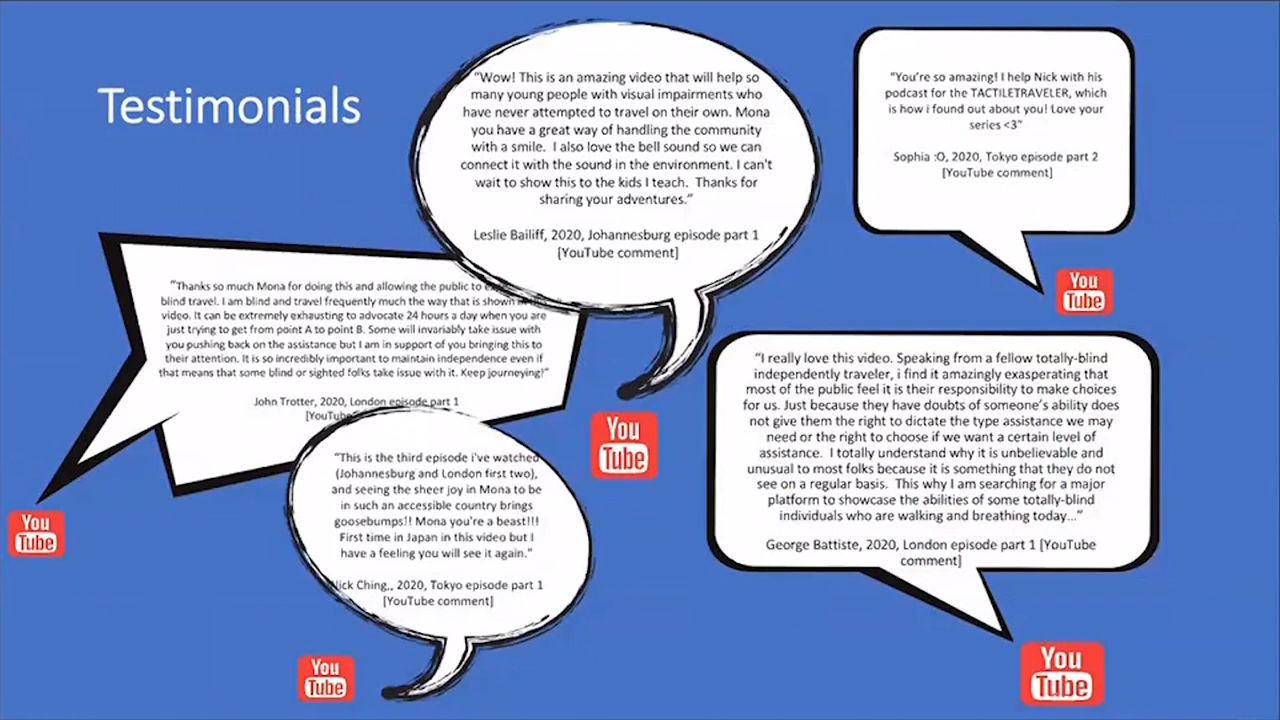 Testimonials
"Wow! This is an amazing video that will help so
many young people with visual impairments who
have never attempted to travel on their own. Mona
you have a great way of handling the community
with a smile. I also love the bell sound so we can
connect it with the sound in the environment. I can't
wait to show this to the kids I teach. Thanks for
sharing your adventures."
Leslie Bailiff, 2020, Johannesburg episode part 1
[YouTube comment]
You
Tube
"You're so amazing! I help Nick with his
podcast for the TACTILETRAVELER, which
is how i found out about you! Love your
series <3"
Sophia :O, 2020, Tokyo episode part 2
[YouTube comment]
You
Tube
"Thanks so much Mona for doing this and allowing the public to
blind travel. I am blind and travel frequently much the way that is shown
video. It can be extremely exhausting to advocate 24 hours a day when you are
just trying to get from point A to point B. Some will invariably take issue with
you pushing back on the assistance but I am in support of you bringing this to
their attention. It is so incredibly important to maintain independence even if
that means that some blind or sighted folks take issue with it. Keep journeying!"
John Trotter, 2020, London episode part 1
You
Tube
"This is the third episode i've watched
(Johannesburg and London first two),
and seeing the sheer joy in Mona to be
in such an accessible country brings
goosebumps!! Mona you're a beast!!!
First time in Japan in this video but I
have a feeling you will see it again."
Nick Ching,, 2020, Tokyo episode part 1
[YouTube comment]
You
Tube
"I really love this video. Speaking from a fellow totally-blind
independently traveler, i find it amazingly exasperating that
most of the public feel it is their responsibility to make choices
for us. Just because they have doubts of someone's ability does
not give them the right to dictate the type assistance we may
need or the right to choose if we want a certain level of
assistance. I totally understand why it is unbelievable and
unusual to most folks because it is something that they do not
see on a regular basis. This why I am searching for a major
platform to showcase the abilities of some totally-blind
individuals who are walking and breathing today..."
George Battiste, 2020, London episode part 1 [YouTube
comment]
You
Tube